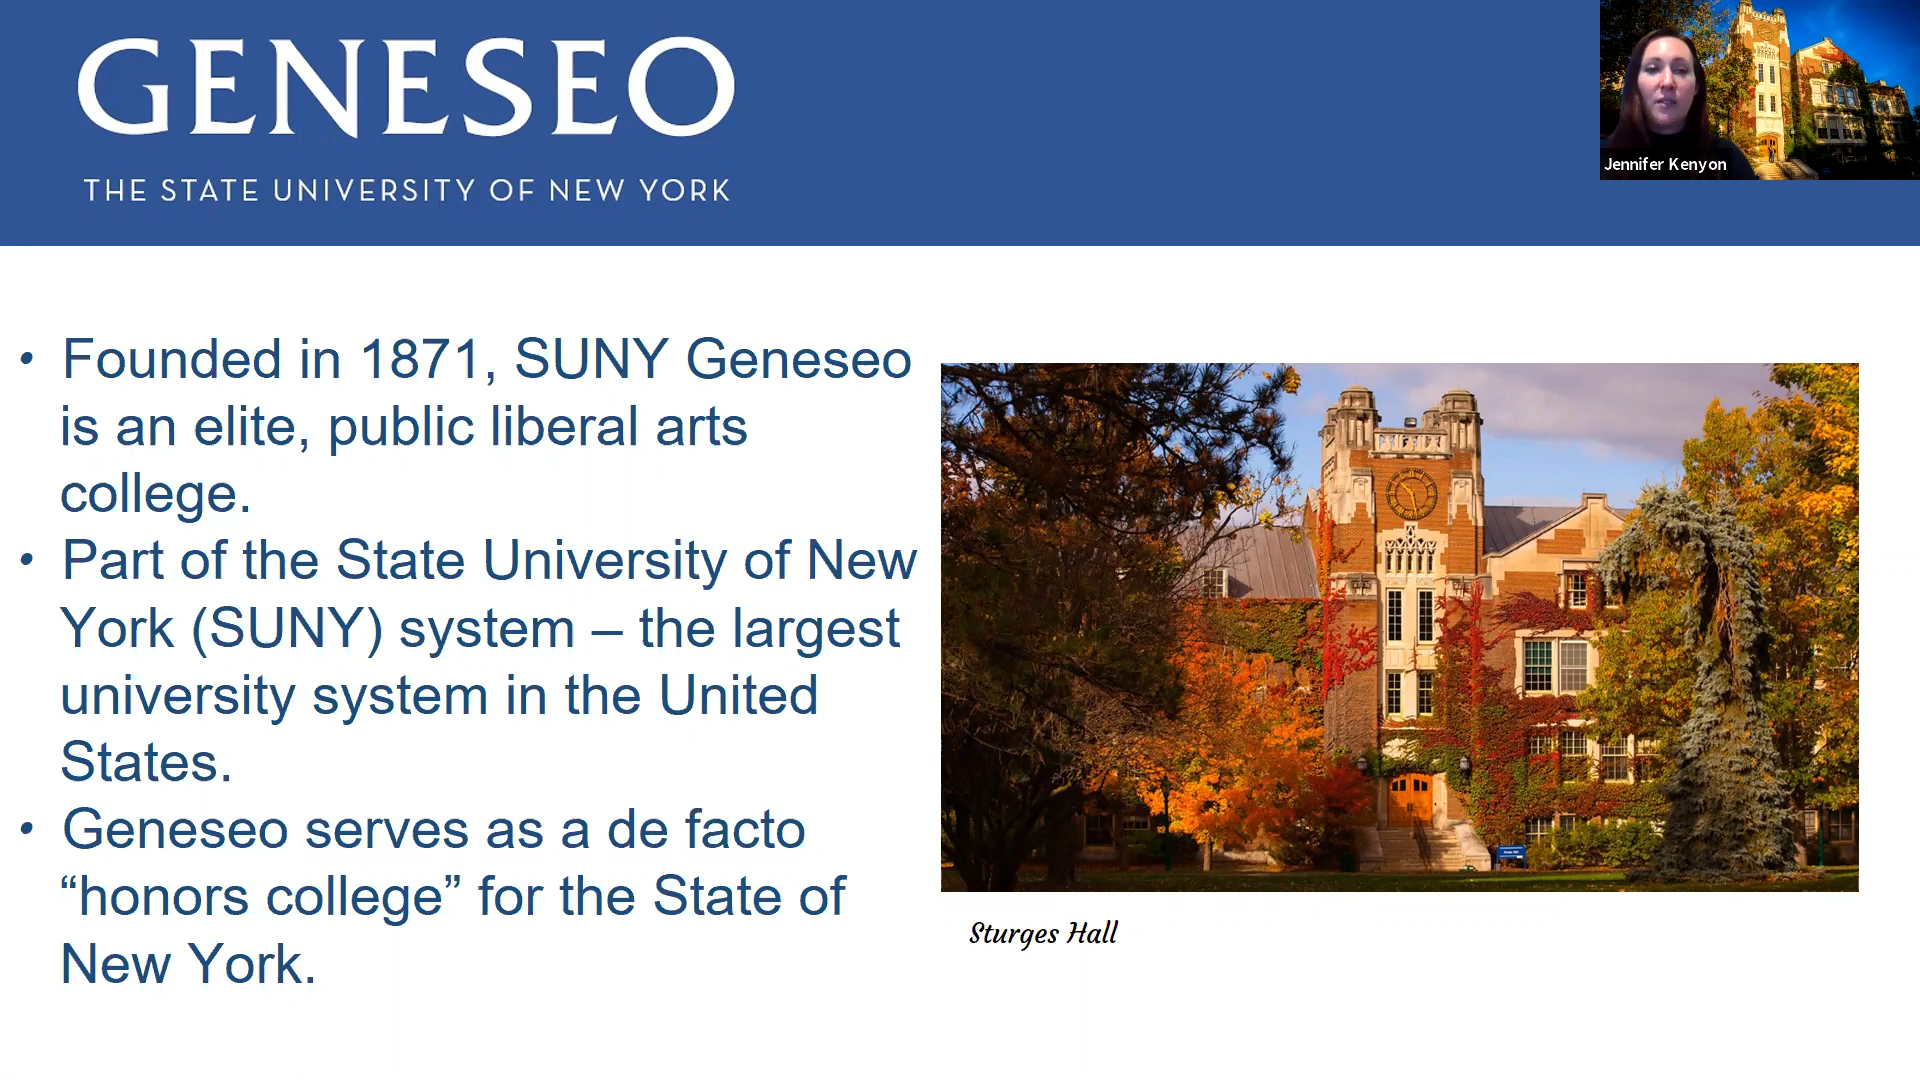 GENESEO
THE STATE UNIVERSITY OF NEW YORK
Jennifer Kenyon
• Founded in 1871, SUNY Geneseo
is an elite, public liberal arts
college.
• Part of the State University of New
York (SUNY) system – the largest
university system in the United
States.
• Geneseo serves as a de facto
“honors college” for the State of
New York.
Sturges Hall